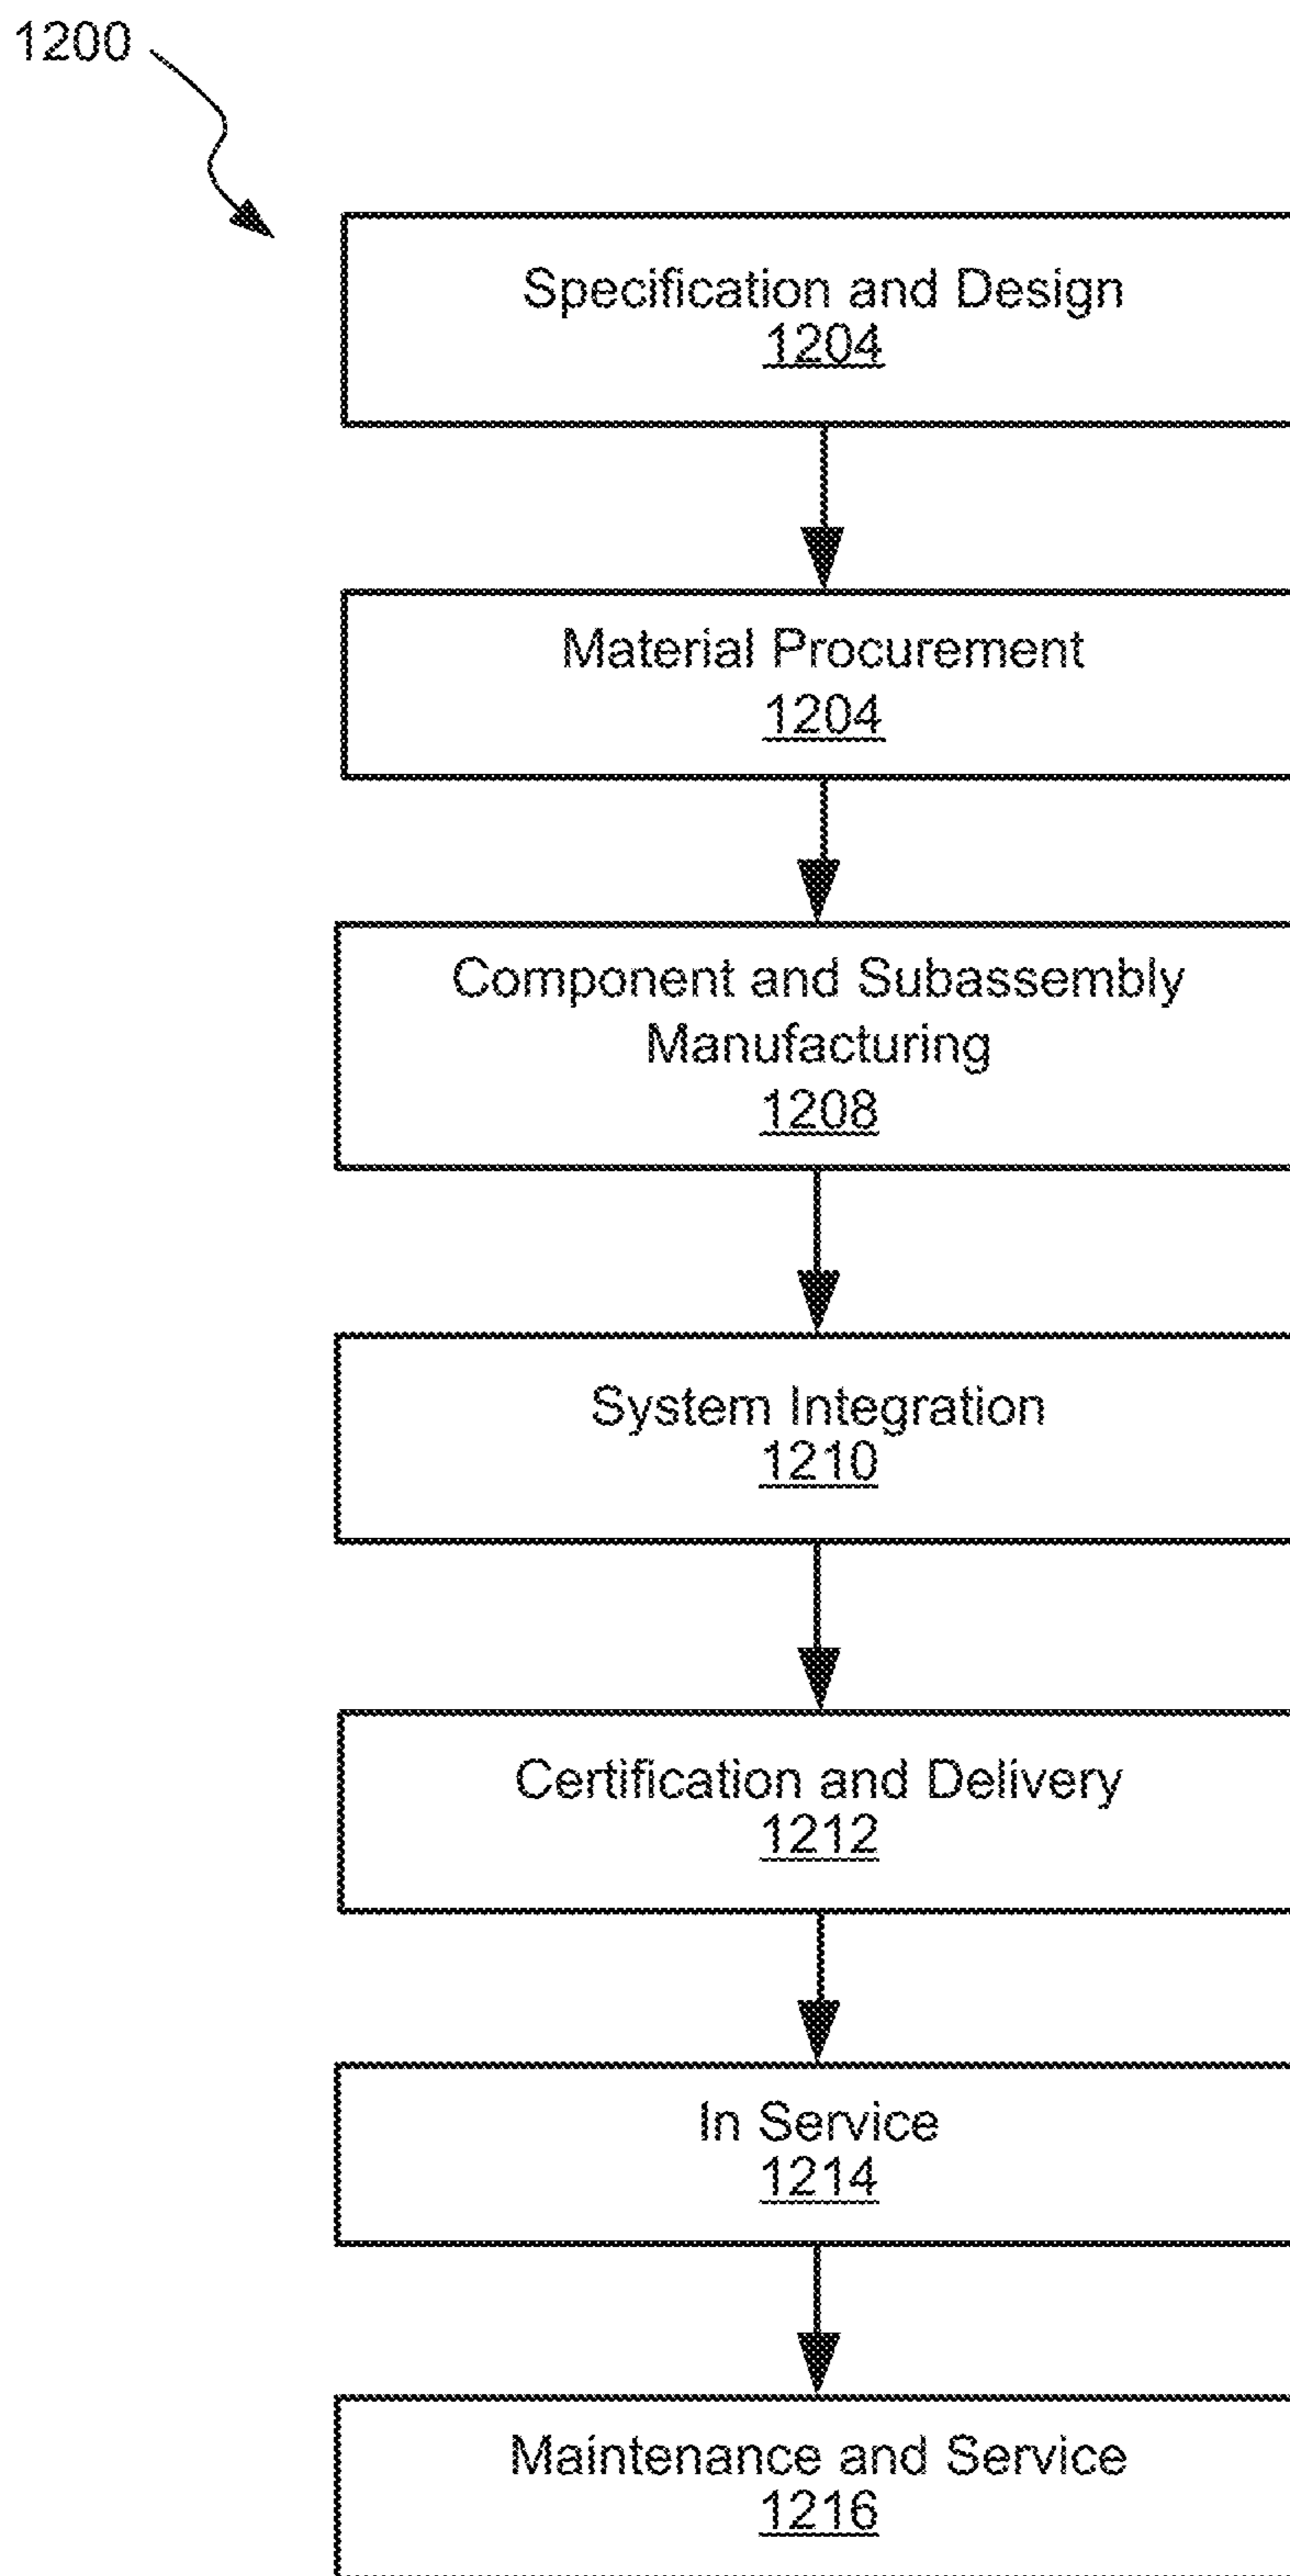 1200
Specification and Design
1204
Material Procurement
1204
Component and Subassembly
Manufacturing
1208
System Integration
1210
Certification and Delivery
1212
In Service
1214
Maintenance and Service
1216